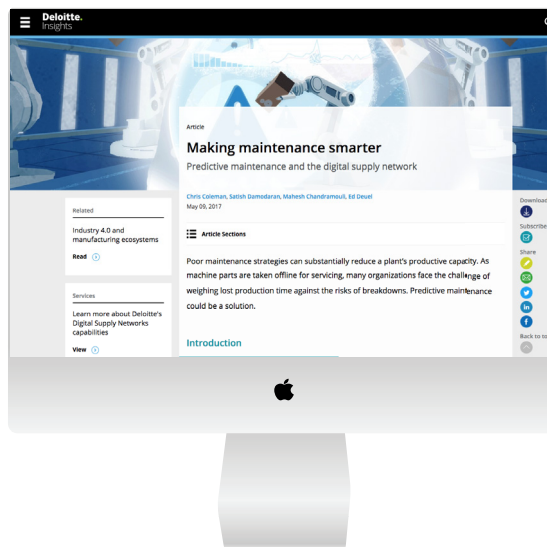 Deloitte.
Insights
Article
Making maintenance smarter
Predictive maintenance and the digital supply network
Chris Coleman, Satish Damodaran, Mahesh Chandramouli, Ed Deuel
May 09, 2017
Article Sections
Poor maintenance strategies can substantially reduce a plant's productive capacity. As
machine parts are taken offline for servicing, many organizations face the challenge of
weighing lost production time against the risks of breakdowns. Predictive maintenance
could be a solution.
Introduction
Related
Industry 4.0 and
manufacturing ecosystems
Read
Services
Learn more about Deloitte's
Digital Supply Networks
capabilities
View
Download
Subscribe
Share
in
f
Back to to